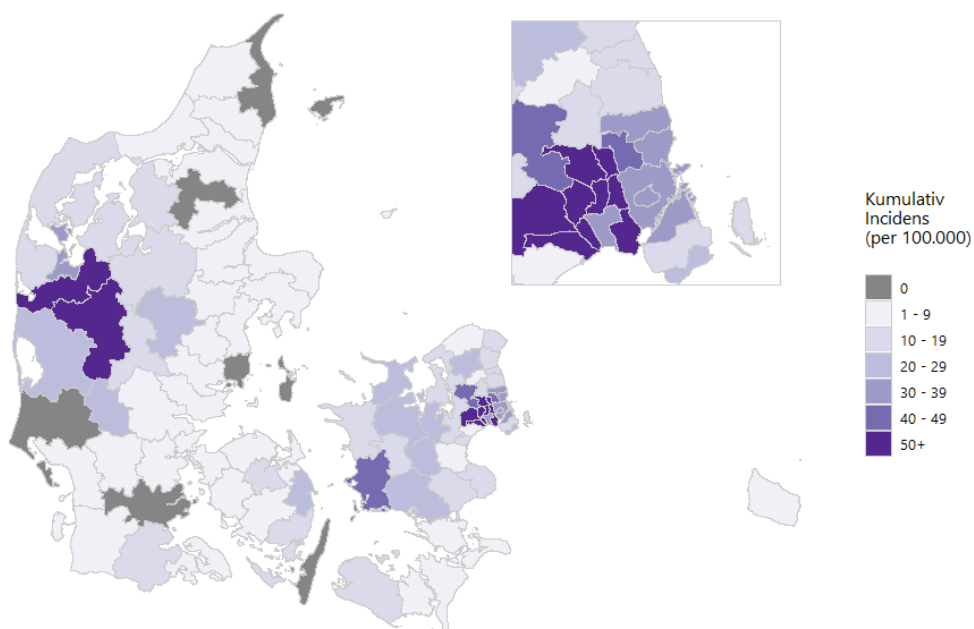 Kumulativ
Incidens
(per 100.000)
0
1 - 9
10 - 19
20 - 29
30 - 39
40 - 49
50+